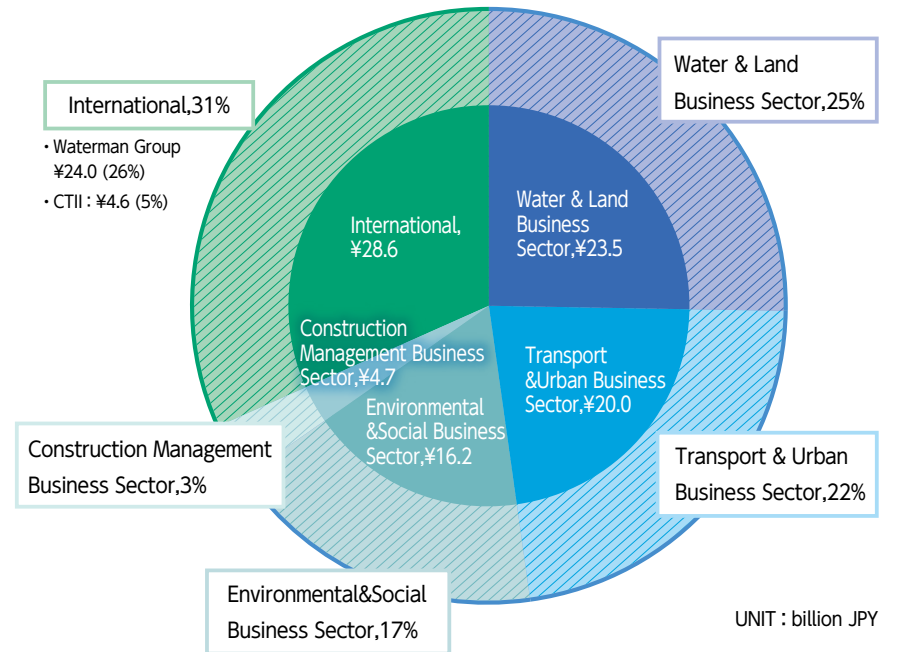 Water & Land
Business Sector,25%
International,31%
・Waterman Group
¥24.0 (26%)
・CTII：¥4.6 (5%)
Water & Land
Business
Sector,¥23.5
International,
¥28.6
Construction
Management Business
Sector,¥4.7
Transport
&Urban Business
Sector,¥20.0
Environmental
&Social Business
Sector,¥16.2
Construction Management
Business Sector,3%
Transport & Urban
Business Sector,22%
Environmental&Social
Business Sector,17%
UNIT：billion JPY